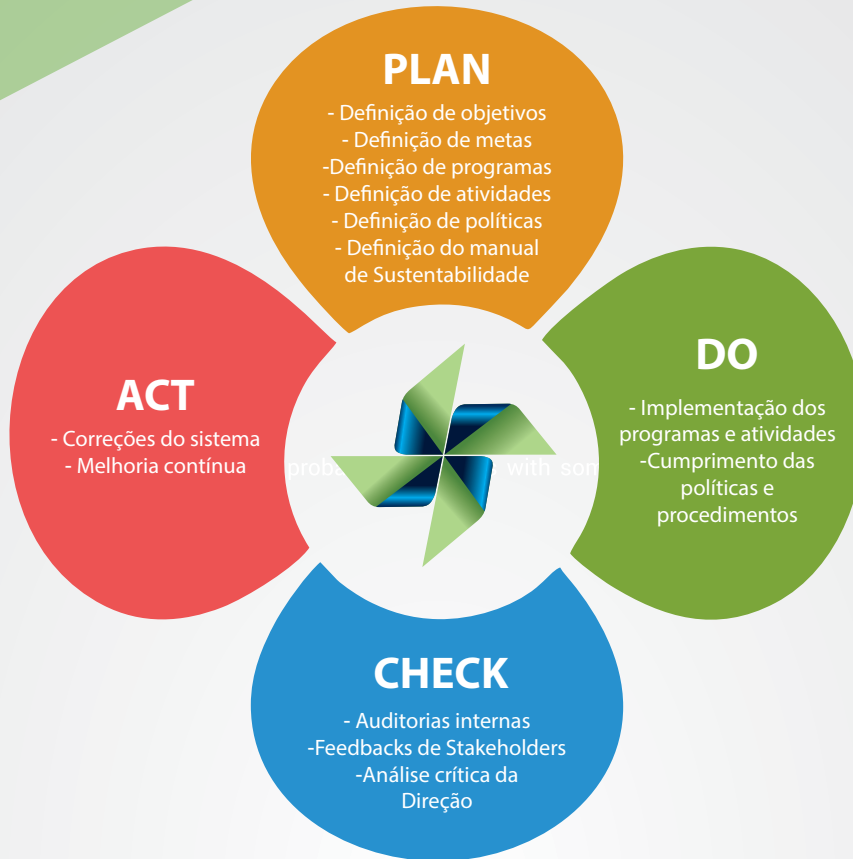 PLAN
- Definição de objetivos
- Definição de metas
-Definição de programas
- Definição de atividades
- Definição de políticas
- Definição do manual
de Sustentabilidade
DO
- Implementação dos
programas e atividades
-Cumprimento das
políticas e
procedimentos
CHECK
- Auditorias internas
-Feedbacks de Stakeholders
-Análise crítica da
Direção
ACT
- Correções do sistema
- Melhoria contínua
with